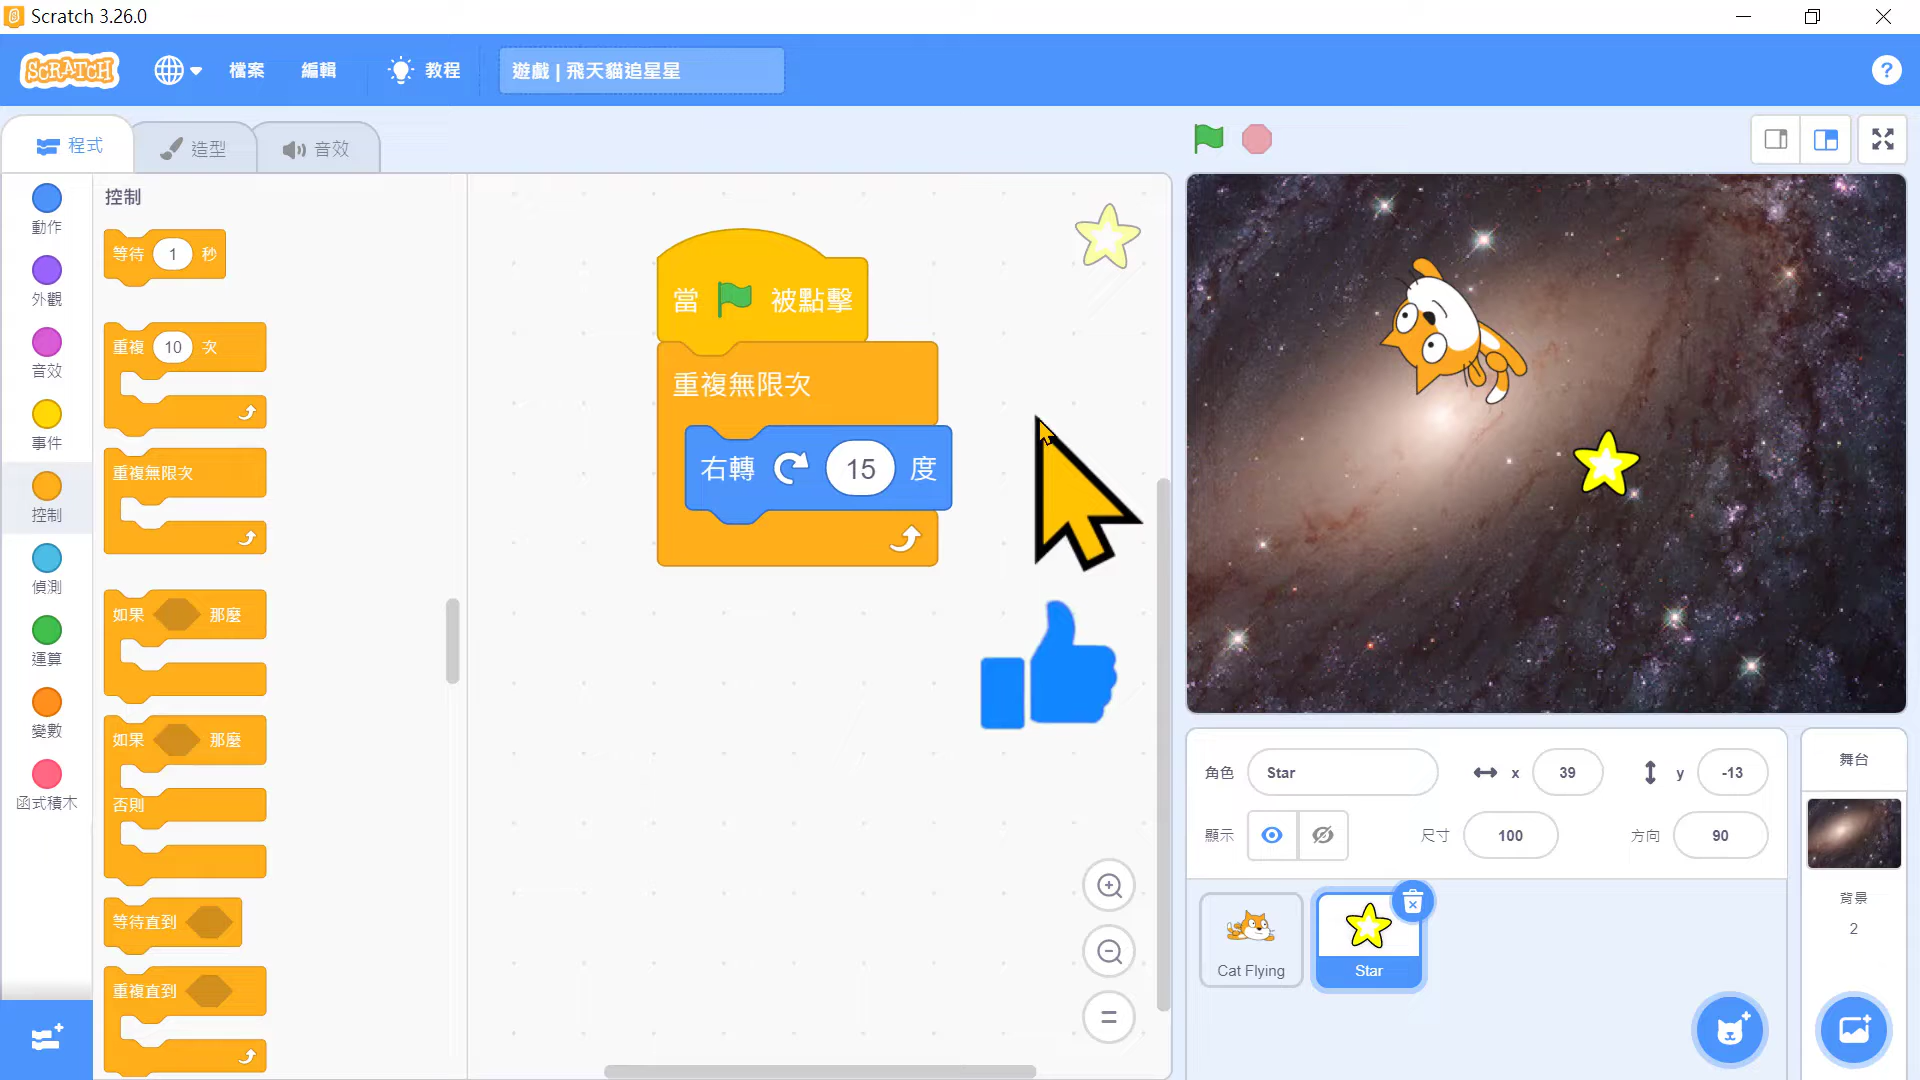 Scratch 3.26.0
SCRATCH
檔案
編輯
教程
遊戲 | 飛天貓追星星
?
程式
造型
音效
動作
外觀
音效
事件
控制
偵測
運算
變數
函式積木
控制
等待 1 秒
重複 10 次
重複無限次
如果 那麼
如果 那麼
否則
等待直到
重複直到
當 被點擊
重複無限次
右轉 15 度
角色 Star x 39 y -13
顯示 尺寸 100 方向 90
Cat Flying
Star
舞台
背景
2